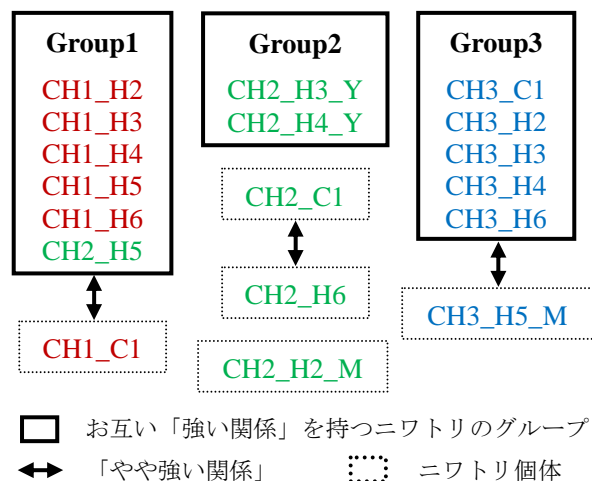 Group1
CH1_H2
CH1_H3
CH1_H4
CH1_H5
CH1_H6
CH2_H5
CH1_C1
Group2
CH2_H3_Y
CH2_H4_Y
CH2_C1
CH2_H6
CH2_H2_M
Group3
CH3_C1
CH3_H2
CH3_H3
CH3_H4
CH3_H6
CH3_H5_M
お互い「強い関係」を持つニワトリのグループ
「やや強い関係」
ニワトリ個体